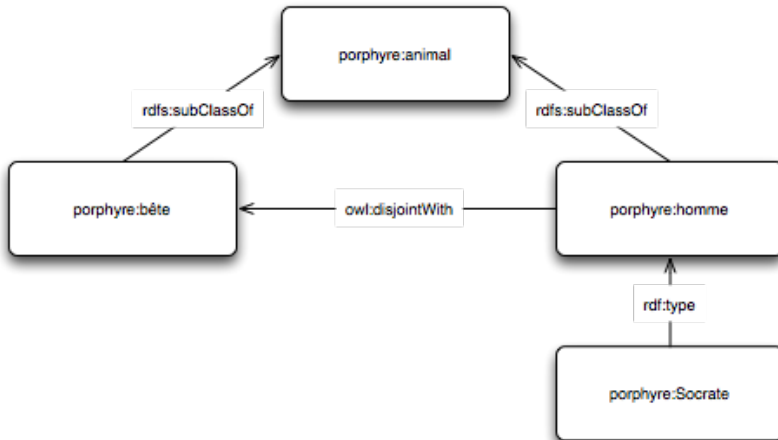 porphyre:animal
rdfs:subClassOf
rdfs:subClassOf
porphyre:bête
owl:disjointWith
porphyre:homme
rdf:type
porphyre:Socrate